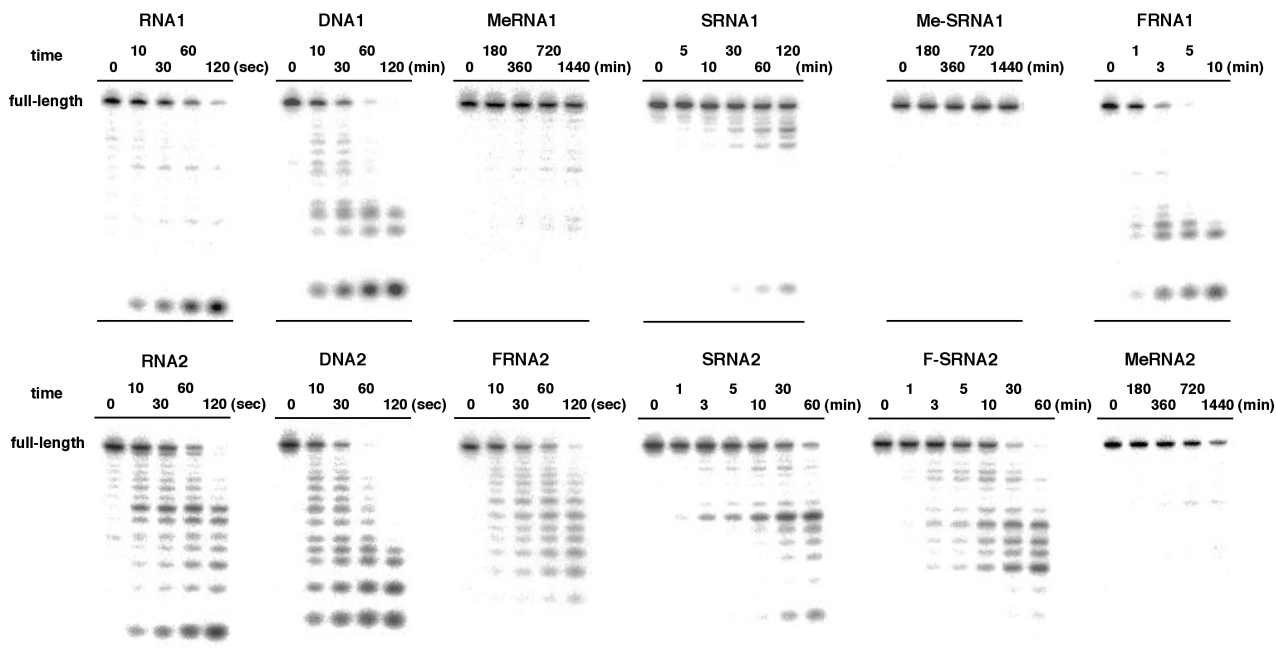 RNA1 DNA1 MeRNA1 SRNA1 Me-SRNA1 FRNA1
10 60 10 60 180 720 5 30 120 180 720 1 5
time 0 30 120 (sec) 0 30 120 (min) 0 360 1440 (min) 0 10 60 (min) 0 360 1440 (min) 0 3 10 (min)
full-length
RNA2 DNA2 FRNA2 SRNA2 F-SRNA2 MeRNA2
10 60 10 60 10 60 1 5 30 1 5 30 180 720
time 0 30 120 (sec) 0 30 120 (sec) 0 30 120 (sec) 0 3 10 60 (min) 0 3 10 60 (min) 0 360 1440 (min)
full-length